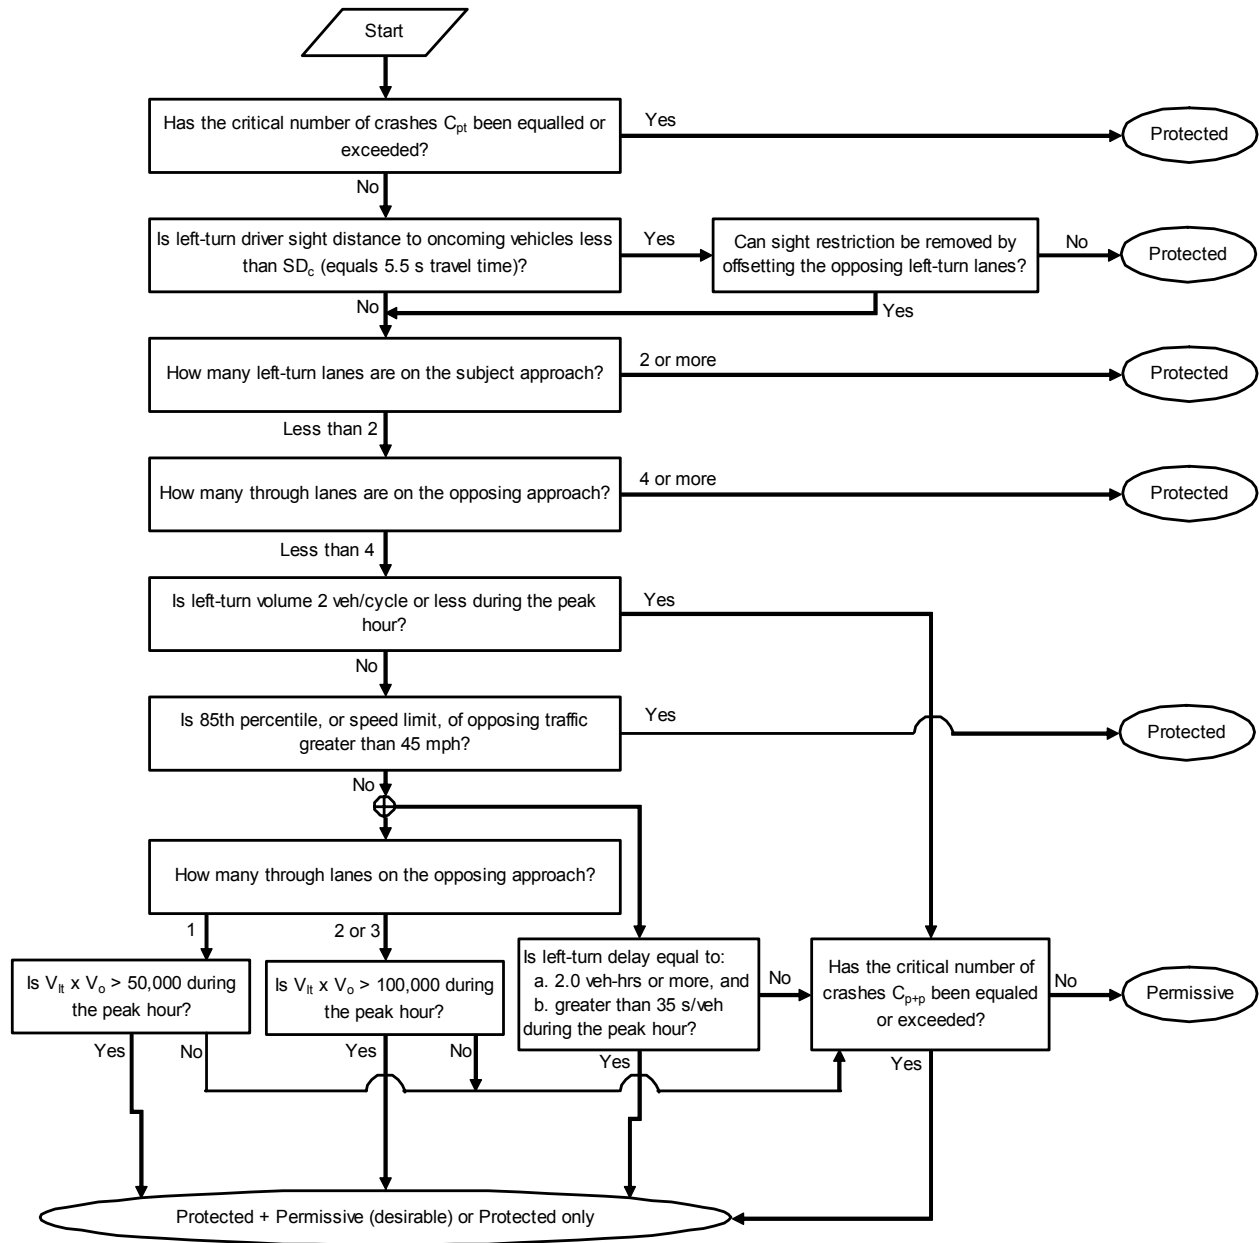 Start
Has the critical number of crashes Cpt been equalled or
exceeded?
Yes
Protected
No
Is left-turn driver sight distance to oncoming vehicles less
than SDc (equals 5.5 s travel time)?
Yes
Can sight restriction be removed by
offsetting the opposing left-turn lanes?
No
Protected
No
Yes
How many left-turn lanes are on the subject approach?
2 or more
Protected
Less than 2
How many through lanes are on the opposing approach?
4 or more
Protected
Less than 4
Is left-turn volume 2 veh/cycle or less during the peak
hour?
Yes
No
Is 85th percentile, or speed limit, of opposing traffic
greater than 45 mph?
Yes
Protected
No
How many through lanes on the opposing approach?
1
2 or 3
Is Vlt x Vo > 50,000 during
the peak hour?
Is Vlt x Vo > 100,000 during
the peak hour?
Is left-turn delay equal to:
a. 2.0 veh-hrs or more, and
b. greater than 35 s/veh
during the peak hour?
No
Has the critical number of
crashes Cp+p been equaled
or exceeded?
No
Permissive
Yes
No
Yes
No
Yes
Yes
Protected + Permissive (desirable) or Protected only